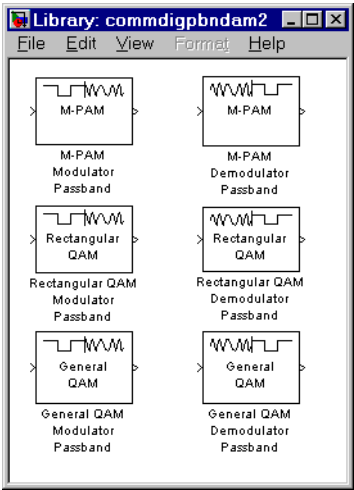 Library: commdigpbndam2
File Edit View Format Help
M-PAM
M-PAM
M-PAM
Modulator
Passband
M-PAM
Demodulator
Passband
Rectangular
QAM
Rectangular
QAM
Rectangular QAM
Modulator
Passband
Rectangular QAM
Demodulator
Passband
General
QAM
General
QAM
General QAM
Modulator
Passband
General QAM
Demodulator
Passband